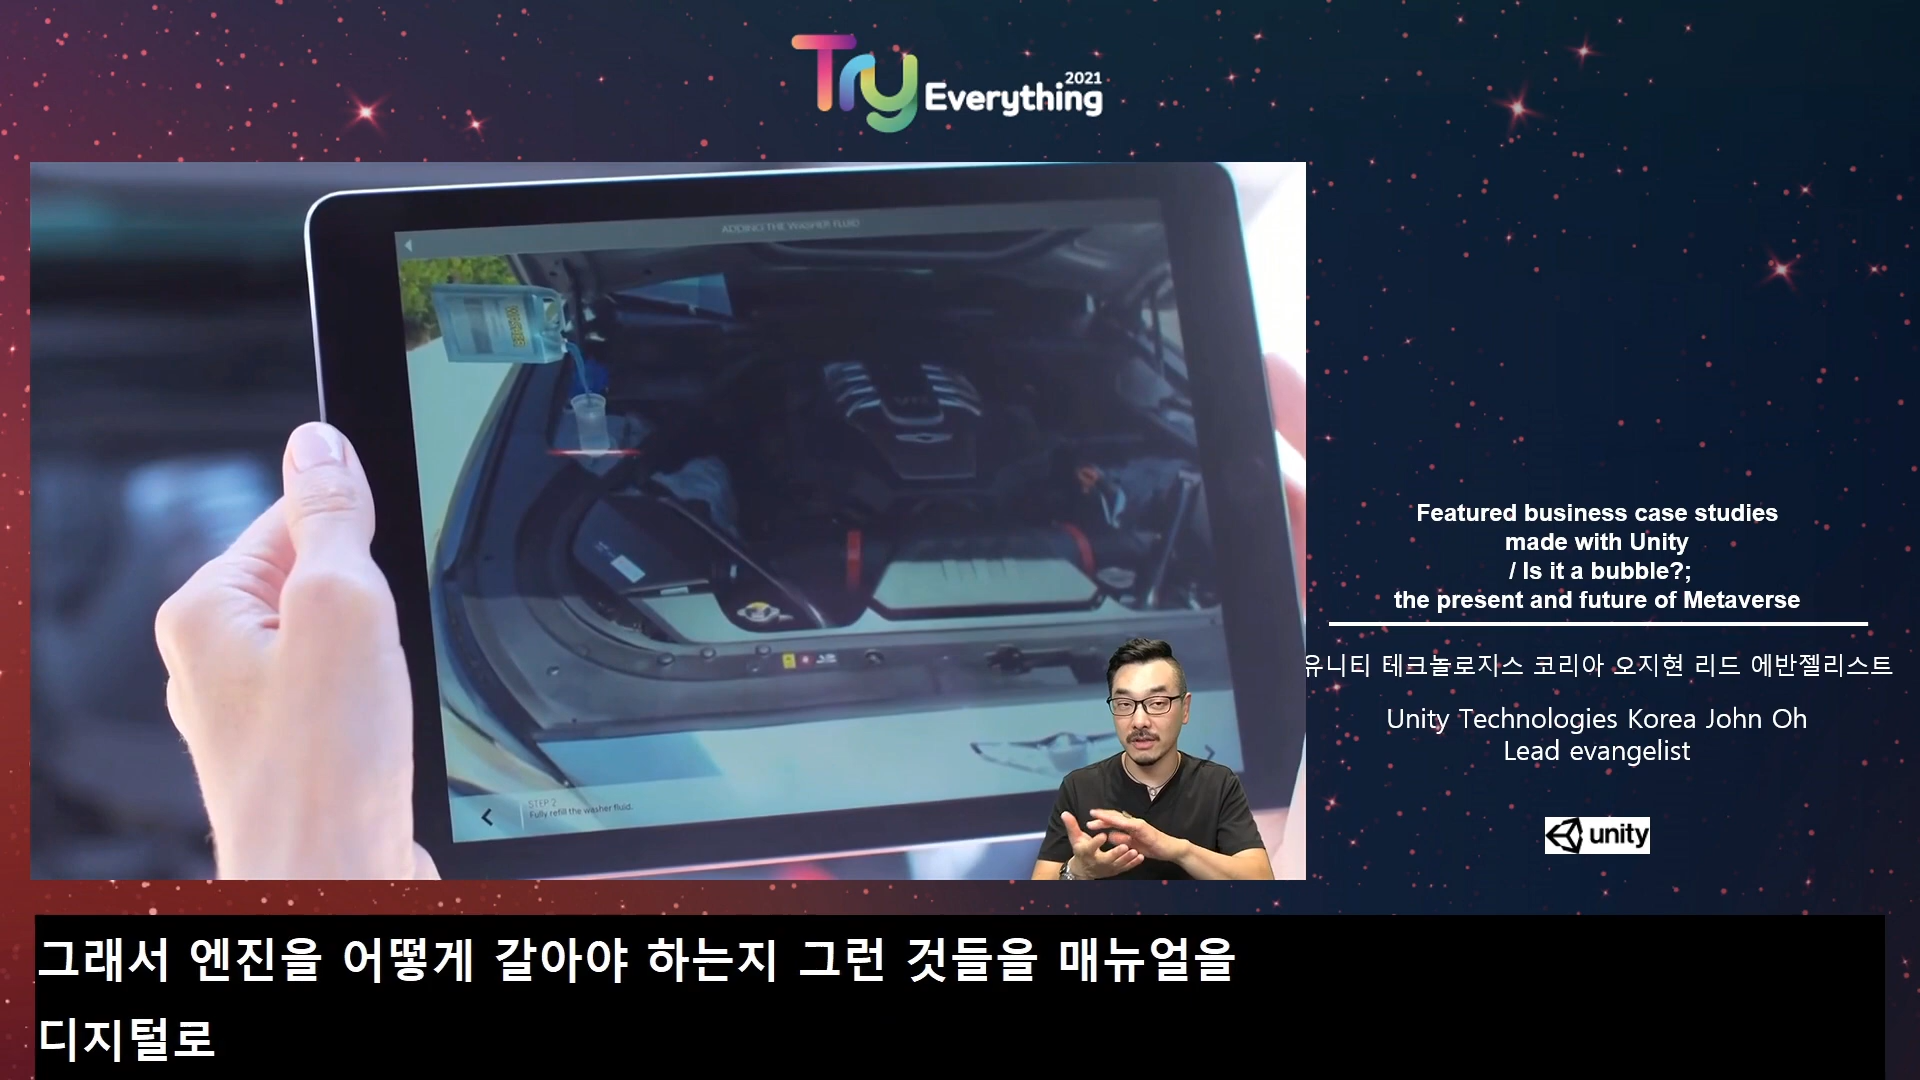 Try
2021
Everything
ADDING THE WASHER FLUID
STEP 2
Fully refill the washer fluid.
Featured business case studies
made with Unity
/ Is it a bubble?;
the present and future of Metaverse
유니티 테크놀로지스 코리아 오지현 리드 에반젤리스트
Unity Technologies Korea John Oh
Lead evangelist
unity
그래서 엔진을 어떻게 갈아야 하는지 그런 것들을 매뉴얼을
디지털로